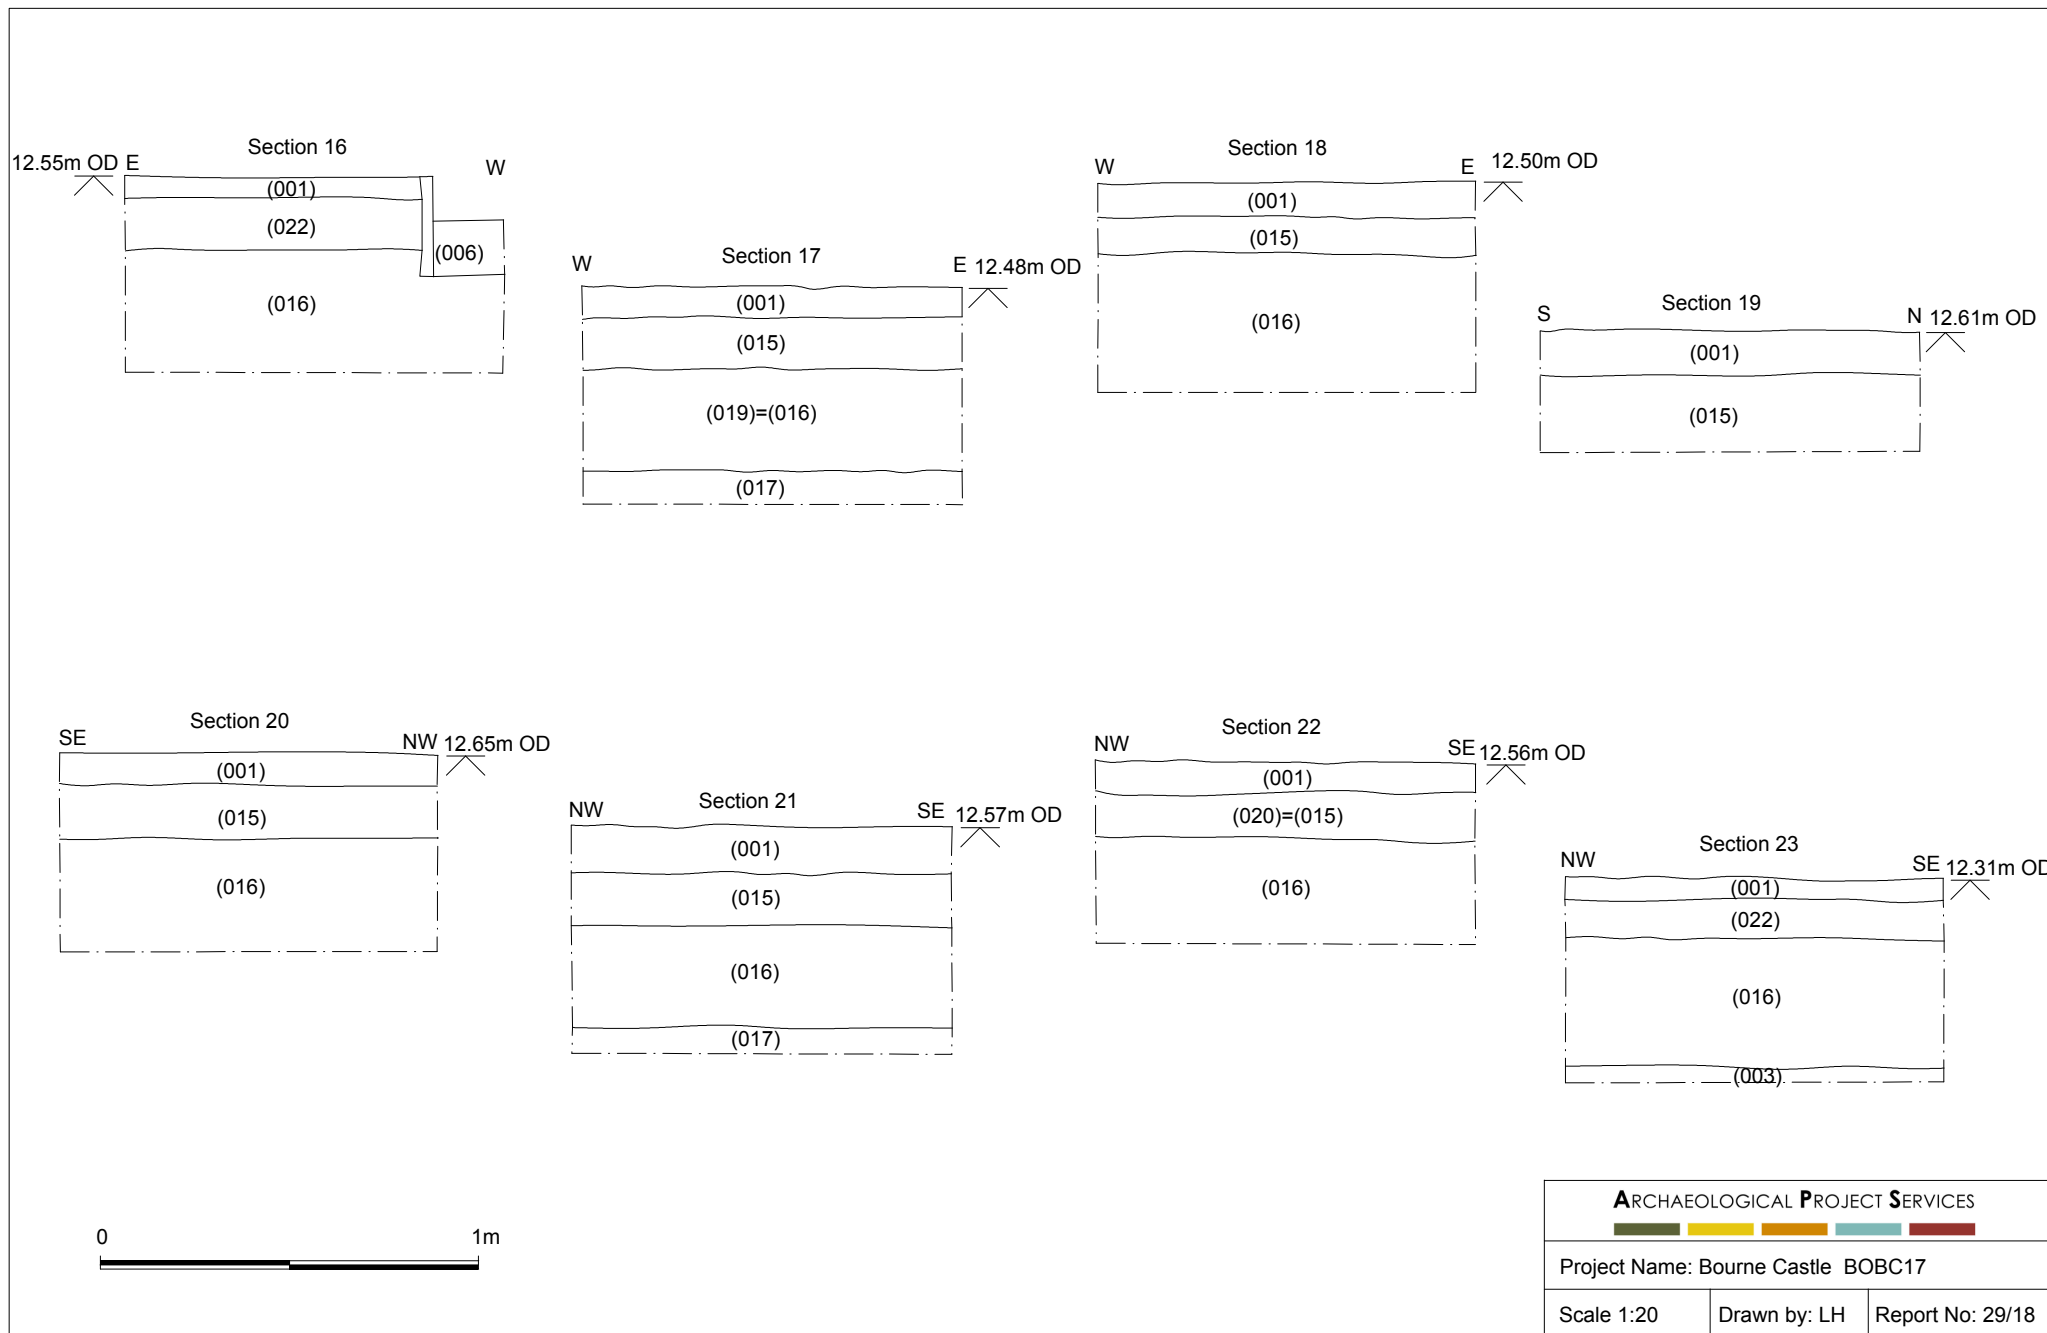 Section 16
12.55m OD E W
(001)
(022)
(006)
(016)
Section 17
W E 12.48m OD
(001)
(015)
(019)=(016)
(017)
Section 18
W E 12.50m OD
(001)
(015)
(016)
Section 19
S N 12.61m OD
(001)
(015)
Section 20
SE NW 12.65m OD
(001)
(015)
(016)
Section 21
NW SE 12.57m OD
(001)
(015)
(016)
(017)
Section 22
NW SE 12.56m OD
(001)
(020)=(015)
(016)
Section 23
NW SE 12.31m OD
(001)
(022)
(016)
(003)
0 1m
ARCHAEOLOGICAL PROJECT SERVICES
Project Name: Bourne Castle BOBC17
Scale 1:20 Drawn by: LH Report No: 29/18